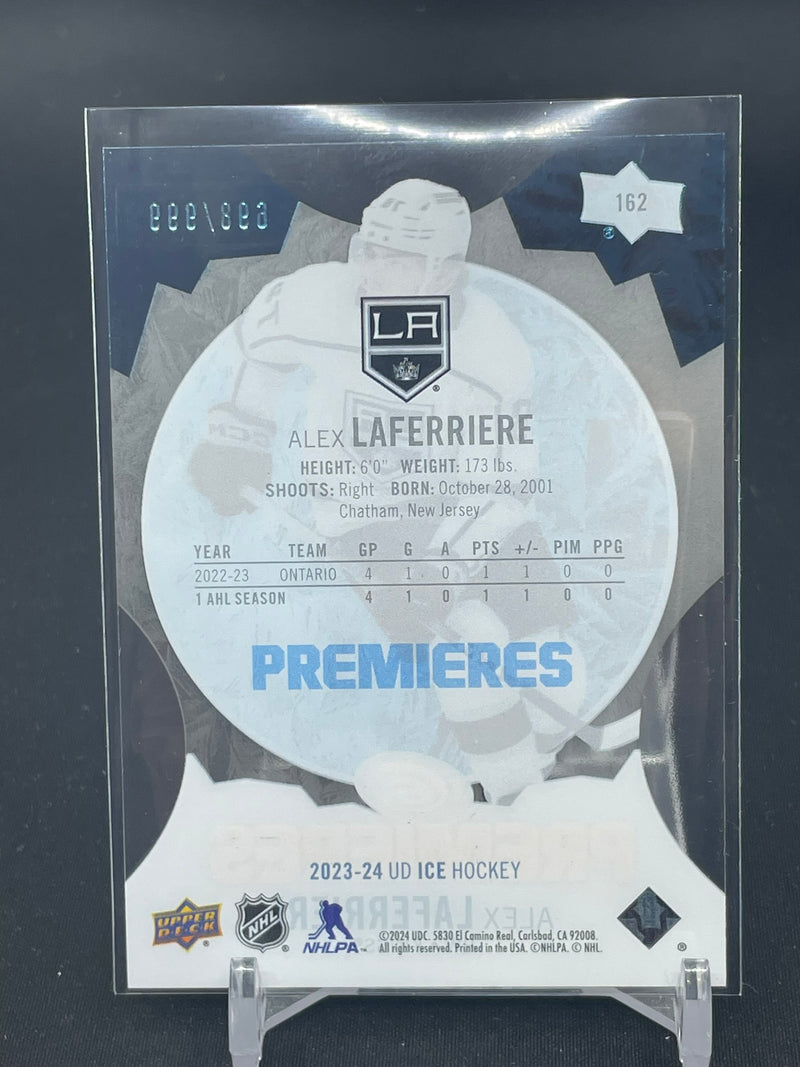 162
LA
ALEX LAFERRIERE
HEIGHT: 6'0" WEIGHT: 173 lbs.
SHOOTS: Right BORN: October 28, 2001
Chatham, New Jersey
YEAR TEAM GP G A PTS +/- PIM PPG
2022-23 ONTARIO 4 1 0 1 1 0 0
1 AHL SEASON 4 1 0 1 1 0 0
PREMIERES
2023-24 UD ICE HOCKEY
UPPER DECK ® NHL ® NHLPA™
©2024 UDC. 5830 El Camino Real, Carlsbad, CA 92008.
All rights reserved. Printed in the USA. ©NHLPA. © NHL.